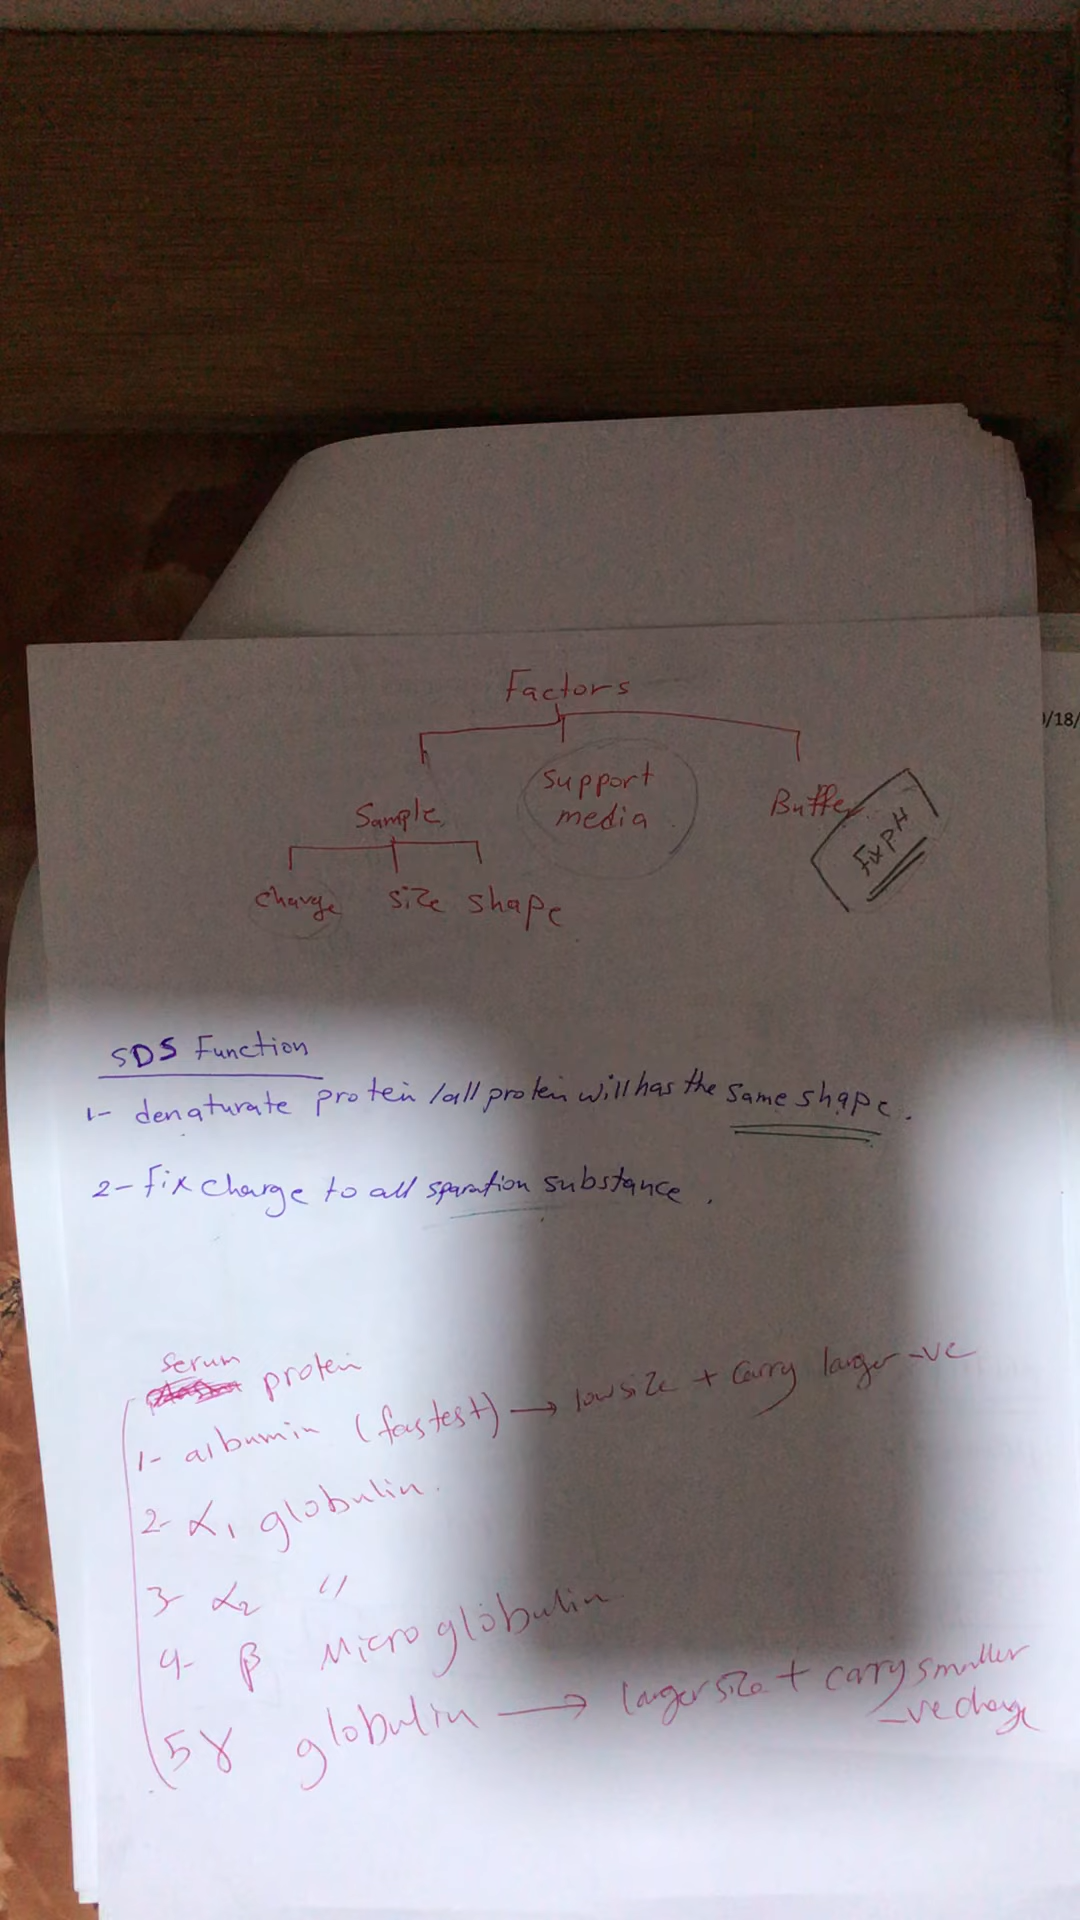 Factors
Sample
support
media
Buffer
Fix pH
charge size shape
/18/
SDS Function
1- denaturate protein / all protein will has the same shape.
2- Fix charge to all sparation substance.
serum
protein
1- albumin (fastest) → low size + carry larger -ve
2- α1 globulin.
3- α2 "
4- β Micro globulin
5 γ globulin → larger size + carry smaller
-ve charge